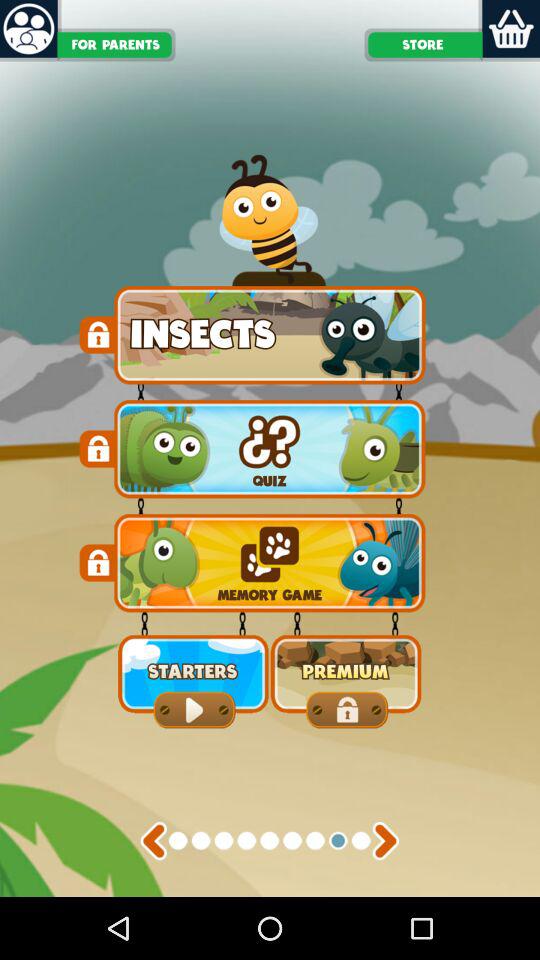 FOR PARENTS
STORE
INSECTS
¿?
QUIZ
MEMORY GAME
STARTERS
PREMIUM